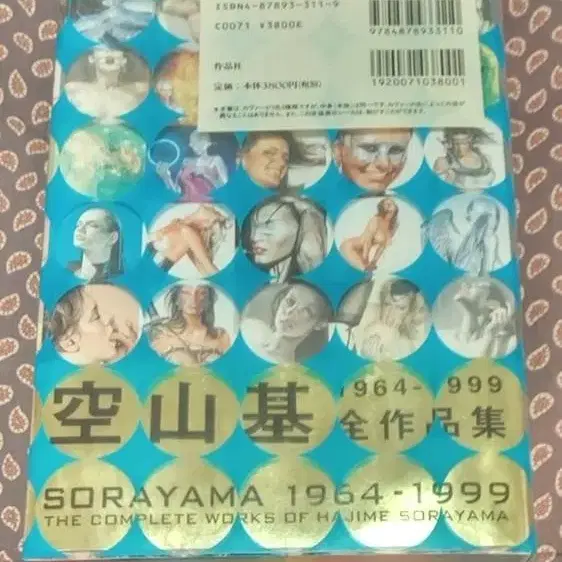 ISBN4-87893-311-9
C0071 ¥3800E
9784878933110
作品社
定価:本体3800円(税別)
1920071038001
空山基
1964-1999
全作品集
SORAYAMA 1964-1999
THE COMPLETE WORKS OF HAJIME SORAYAMA